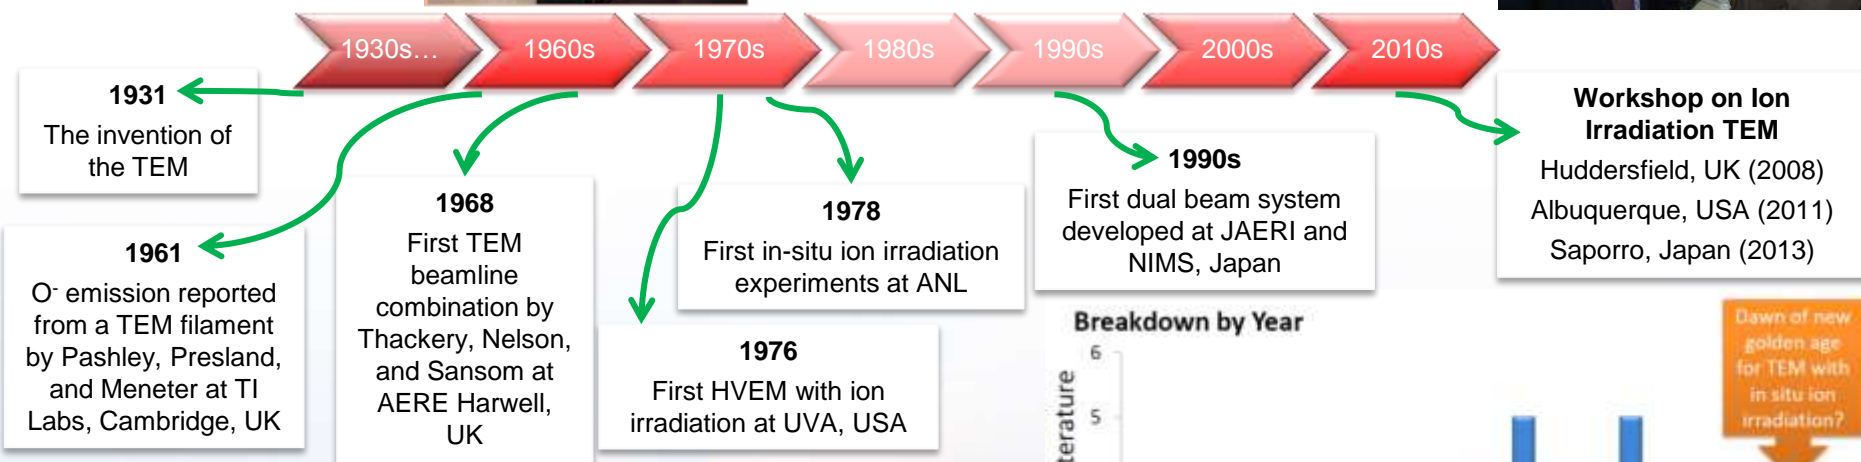 1930s...
1960s
1970s
1980s
1990s
2000s
2010s
1931
The invention of
the TEM
1961
O- emission reported
from a TEM filament
by Pashley, Presland,
and Meneter at TI
Labs, Cambridge, UK
1968
First TEM
beamline
combination by
Thackery, Nelson,
and Sansom at
AERE Harwell,
UK
1976
First HVEM with ion
irradiation at UVA, USA
1978
First in-situ ion irradiation
experiments at ANL
1990s
First dual beam system
developed at JAERI and
NIMS, Japan
Workshop on Ion
Irradiation TEM
Huddersfield, UK (2008)
Albuquerque, USA (2011)
Saporro, Japan (2013)
Breakdown by Year
6
5
Dawn of new
golden age
for TEM with
in situ ion
irradiation?